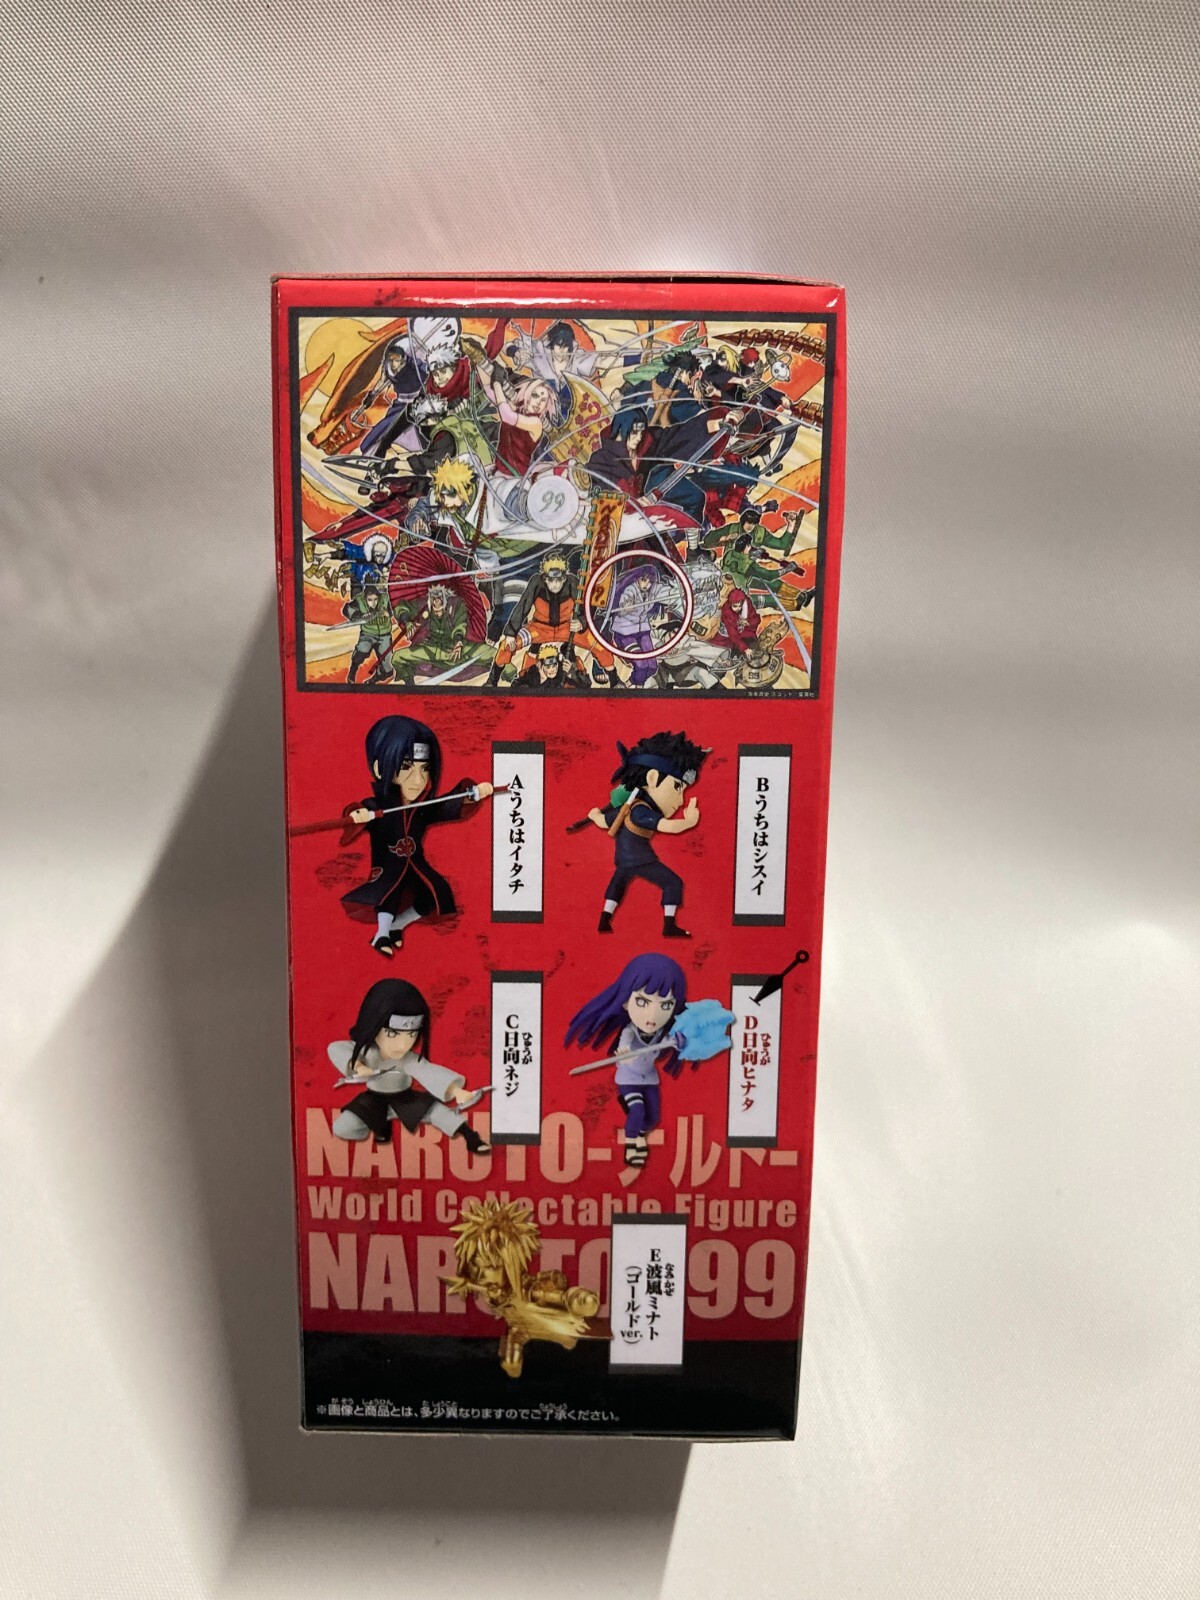 99
Aうちはイタチ
Bうちはシスイ
C日向ネジ
ひゅうが
D日向ヒナタ
ひゅうが
NARUTO-ナルト-
World Collectable Figure
NARUTO 99
E波風ミナト
なみかぜ
(ゴールドver.)
※画像と商品とは、多少異なりますのでご了承ください。